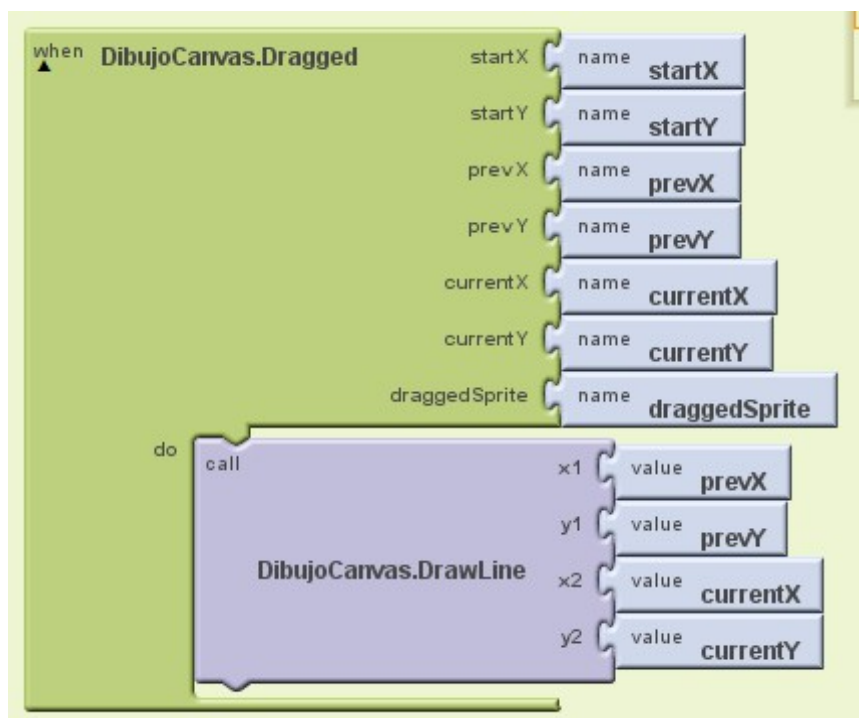 when DibujoCanvas.Dragged startX name startX
startY name startY
prevX name prevX
prevY name prevY
currentX name currentX
currentY name currentY
draggedSprite name draggedSprite
do
call x1 value prevX
y1 value prevY
DibujoCanvas.DrawLine x2 value currentX
y2 value currentY